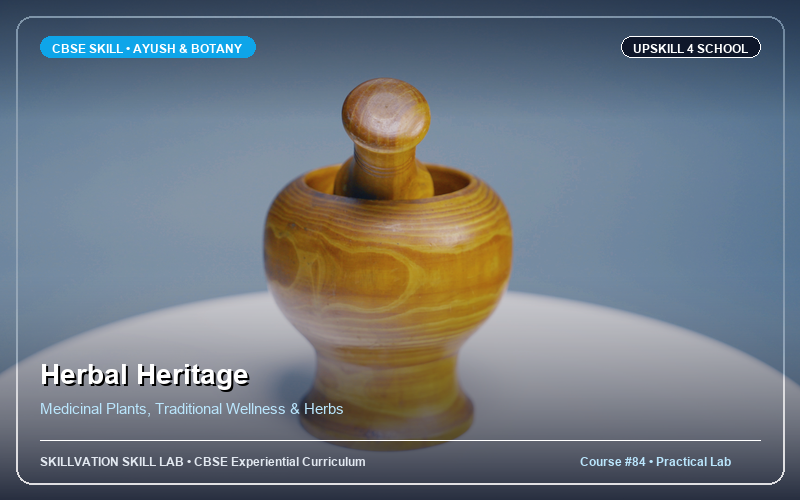 CBSE SKILL • AYUSH & BOTANY
UPSKILL 4 SCHOOL
Herbal Heritage
Medicinal Plants, Traditional Wellness & Herbs
SKILLVATION SKILL LAB • CBSE Experiential Curriculum
Course #84 • Practical Lab